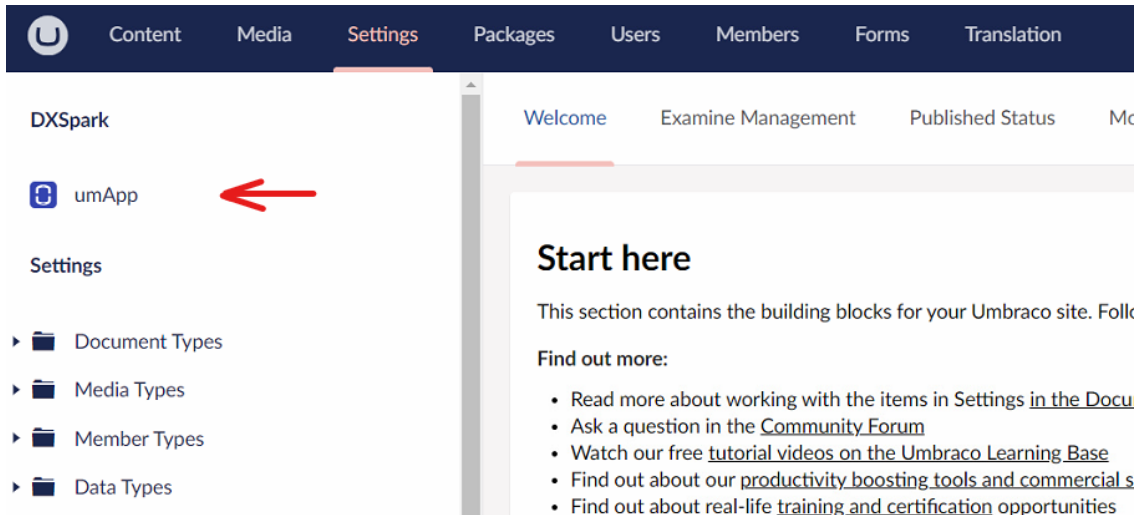 Content Media Settings Packages Users Members Forms Translation
DXSpark
umApp
Settings
Document Types
Media Types
Member Types
Data Types
Welcome Examine Management Published Status
Start here
This section contains the building blocks for your Umbraco site.
Find out more:
• Read more about working with the items in Settings in the
• Ask a question in the Community Forum
• Watch our free tutorial videos on the Umbraco Learning Base
• Find out about our productivity boosting tools and commercial
• Find out about real-life training and certification opportunities